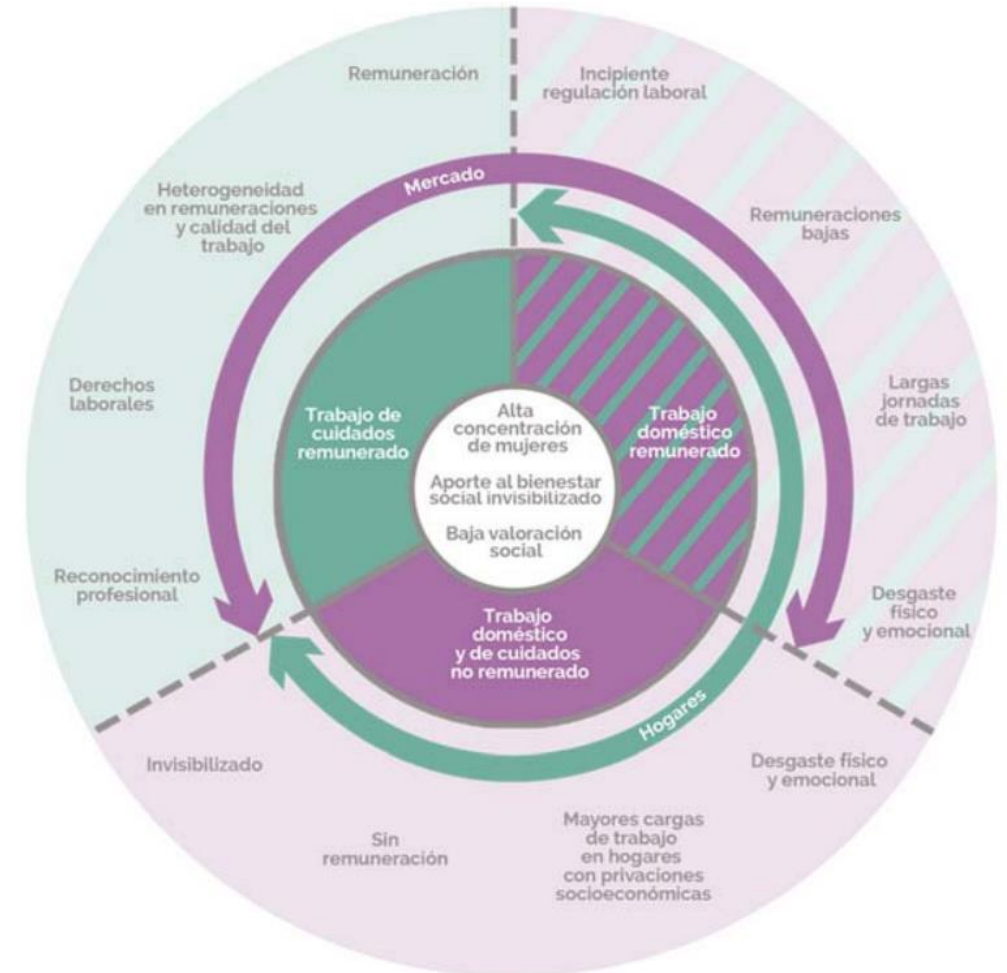 Remuneración
Heterogeneidad
en remuneraciones
y calidad del
trabajo
Derechos
laborales
Reconocimiento
profesional
Incipiente
regulación laboral
Remuneraciones
bajas
Largas
jornadas
de trabajo
Desgaste
físico
y emocional
Mercado
Trabajo de
cuidados
remunerado
Alta
concentración
de mujeres
Aporte al bienestar
social invisibilizado
Baja valoración
social
Trabajo
doméstico
remunerado
Trabajo
doméstico
y de cuidados
no remunerado
Hogares
Invisibilizado
Sin
remuneración
Mayores cargas
de trabajo
en hogares
con privaciones
socioeconómicas
Desgaste físico
y emocional